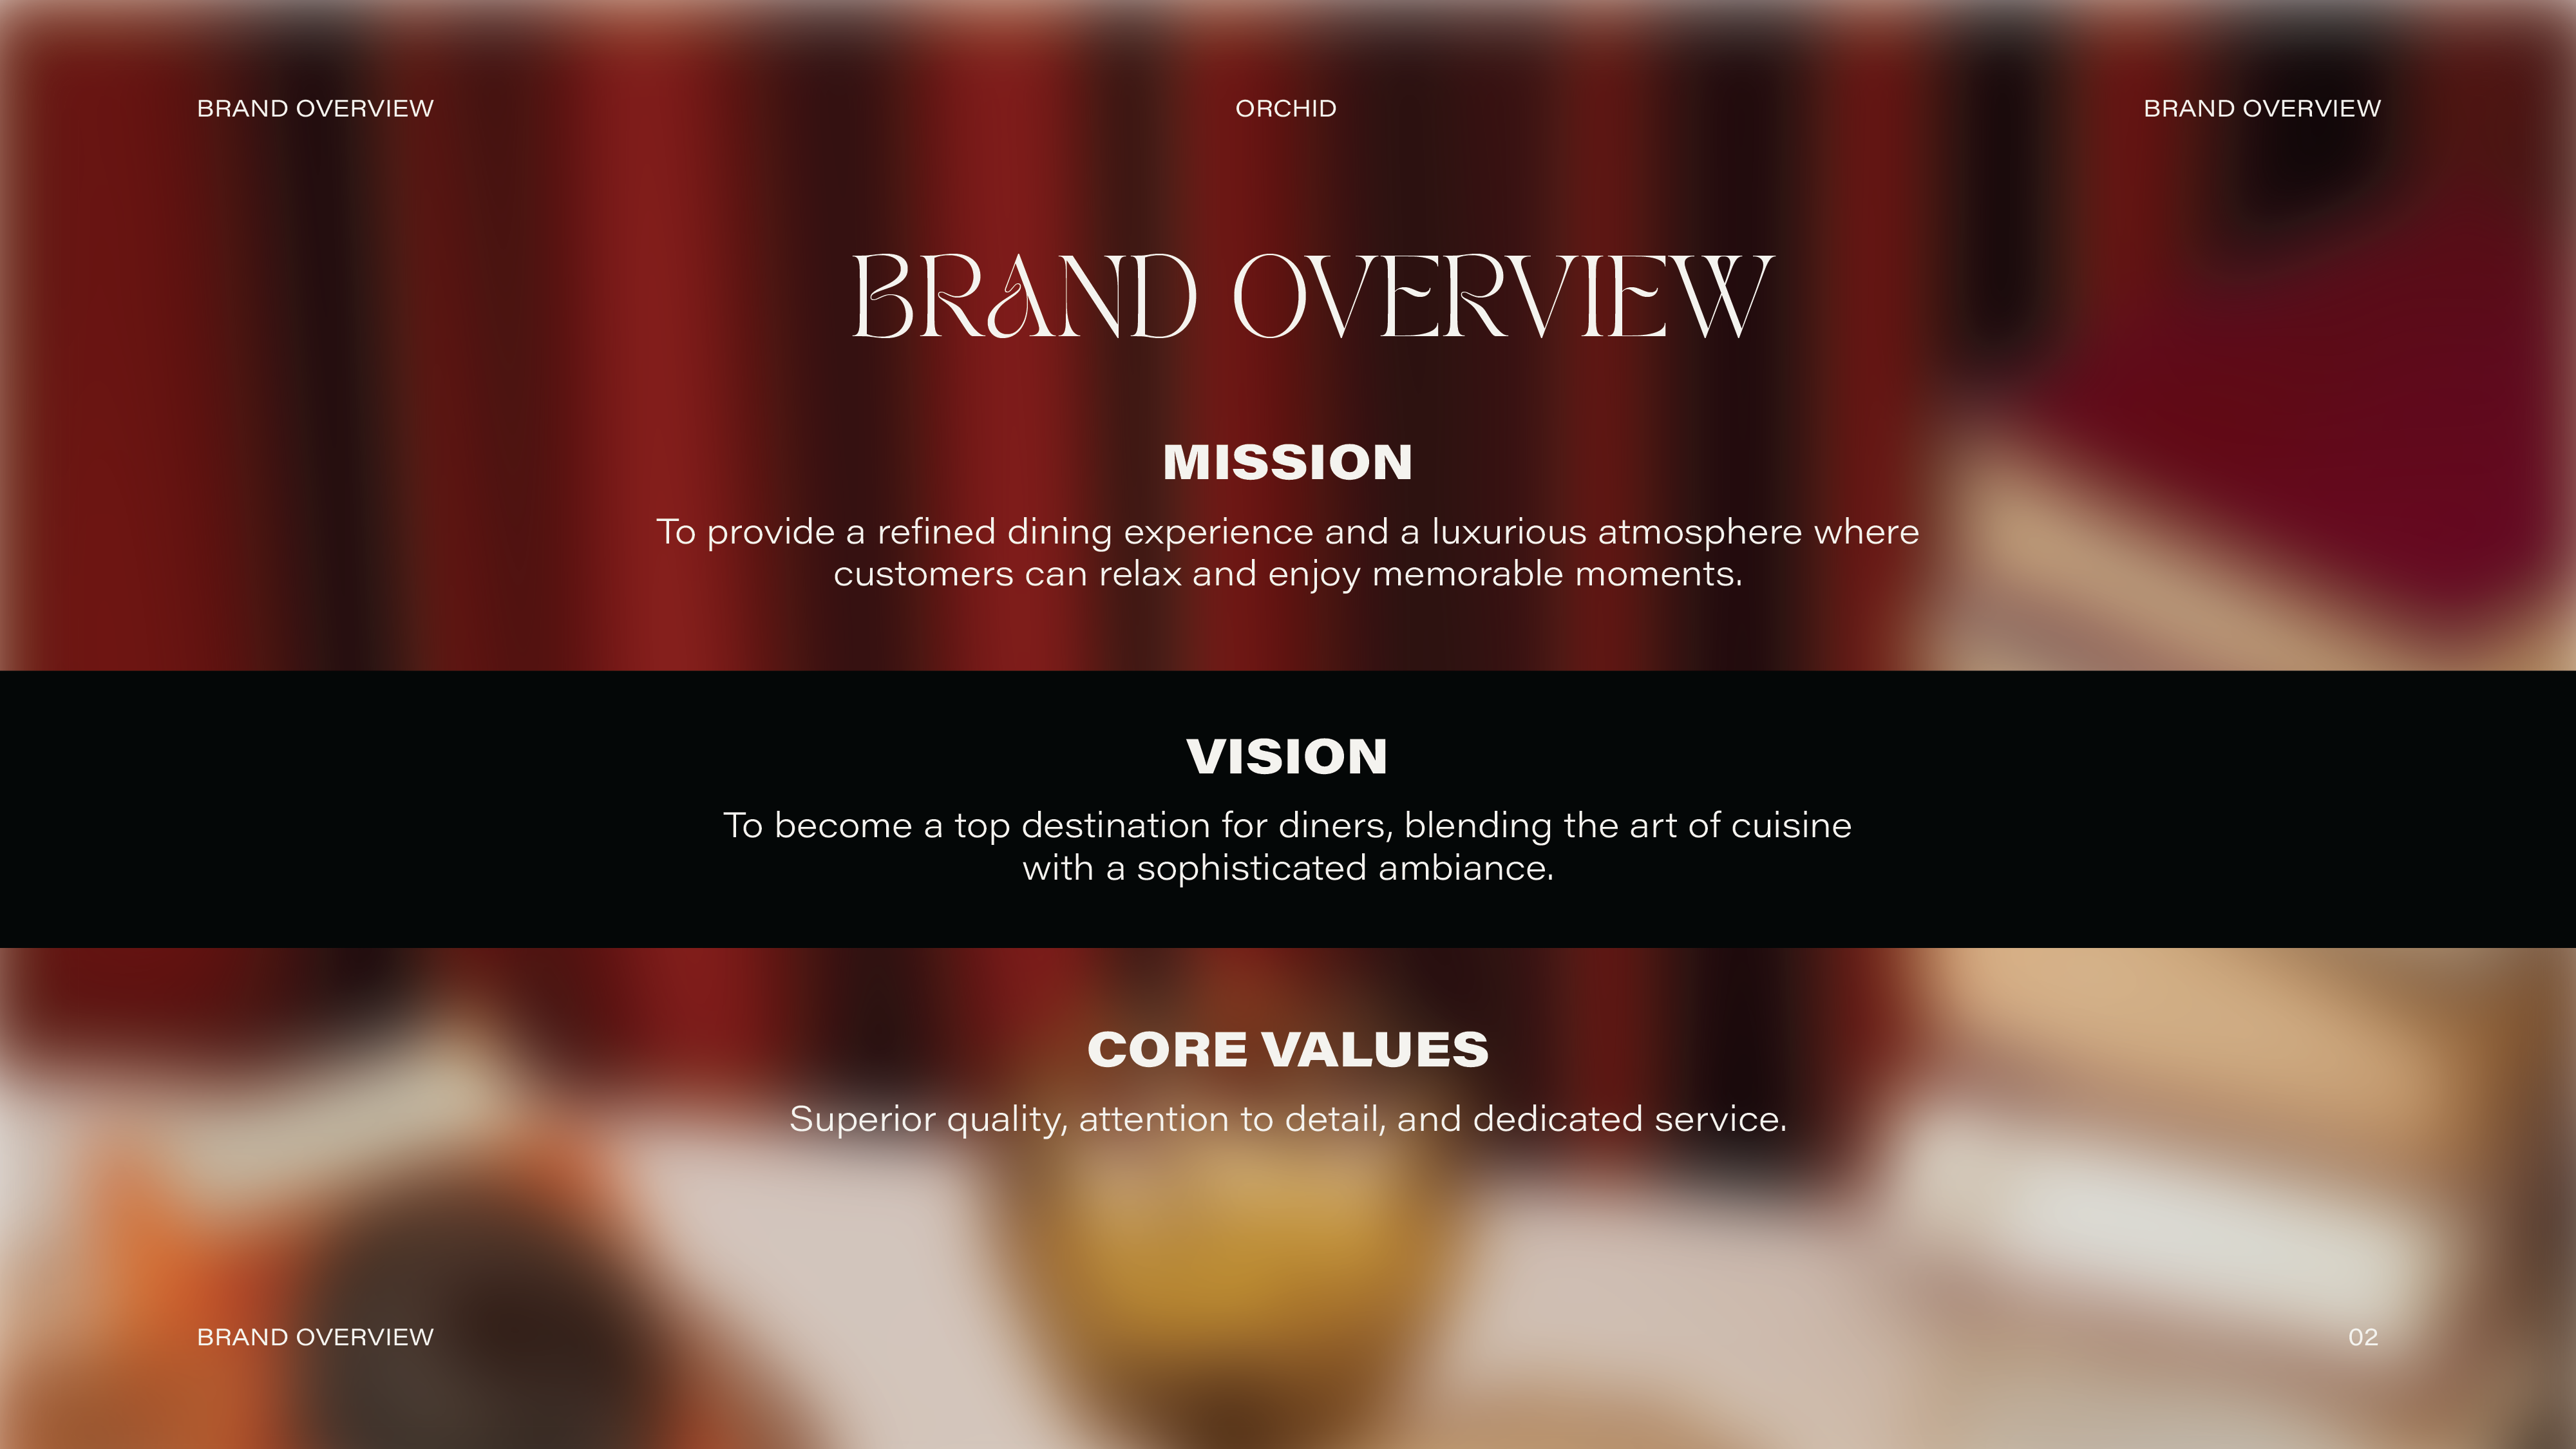 BRAND OVERVIEW
ORCHID
BRAND OVERVIEW
BRAND OVERVIEW
MISSION
To provide a refined dining experience and a luxurious atmosphere where
customers can relax and enjoy memorable moments.
VISION
To become a top destination for diners, blending the art of cuisine
with a sophisticated ambiance.
CORE VALUES
Superior quality, attention to detail, and dedicated service.
BRAND OVERVIEW
02